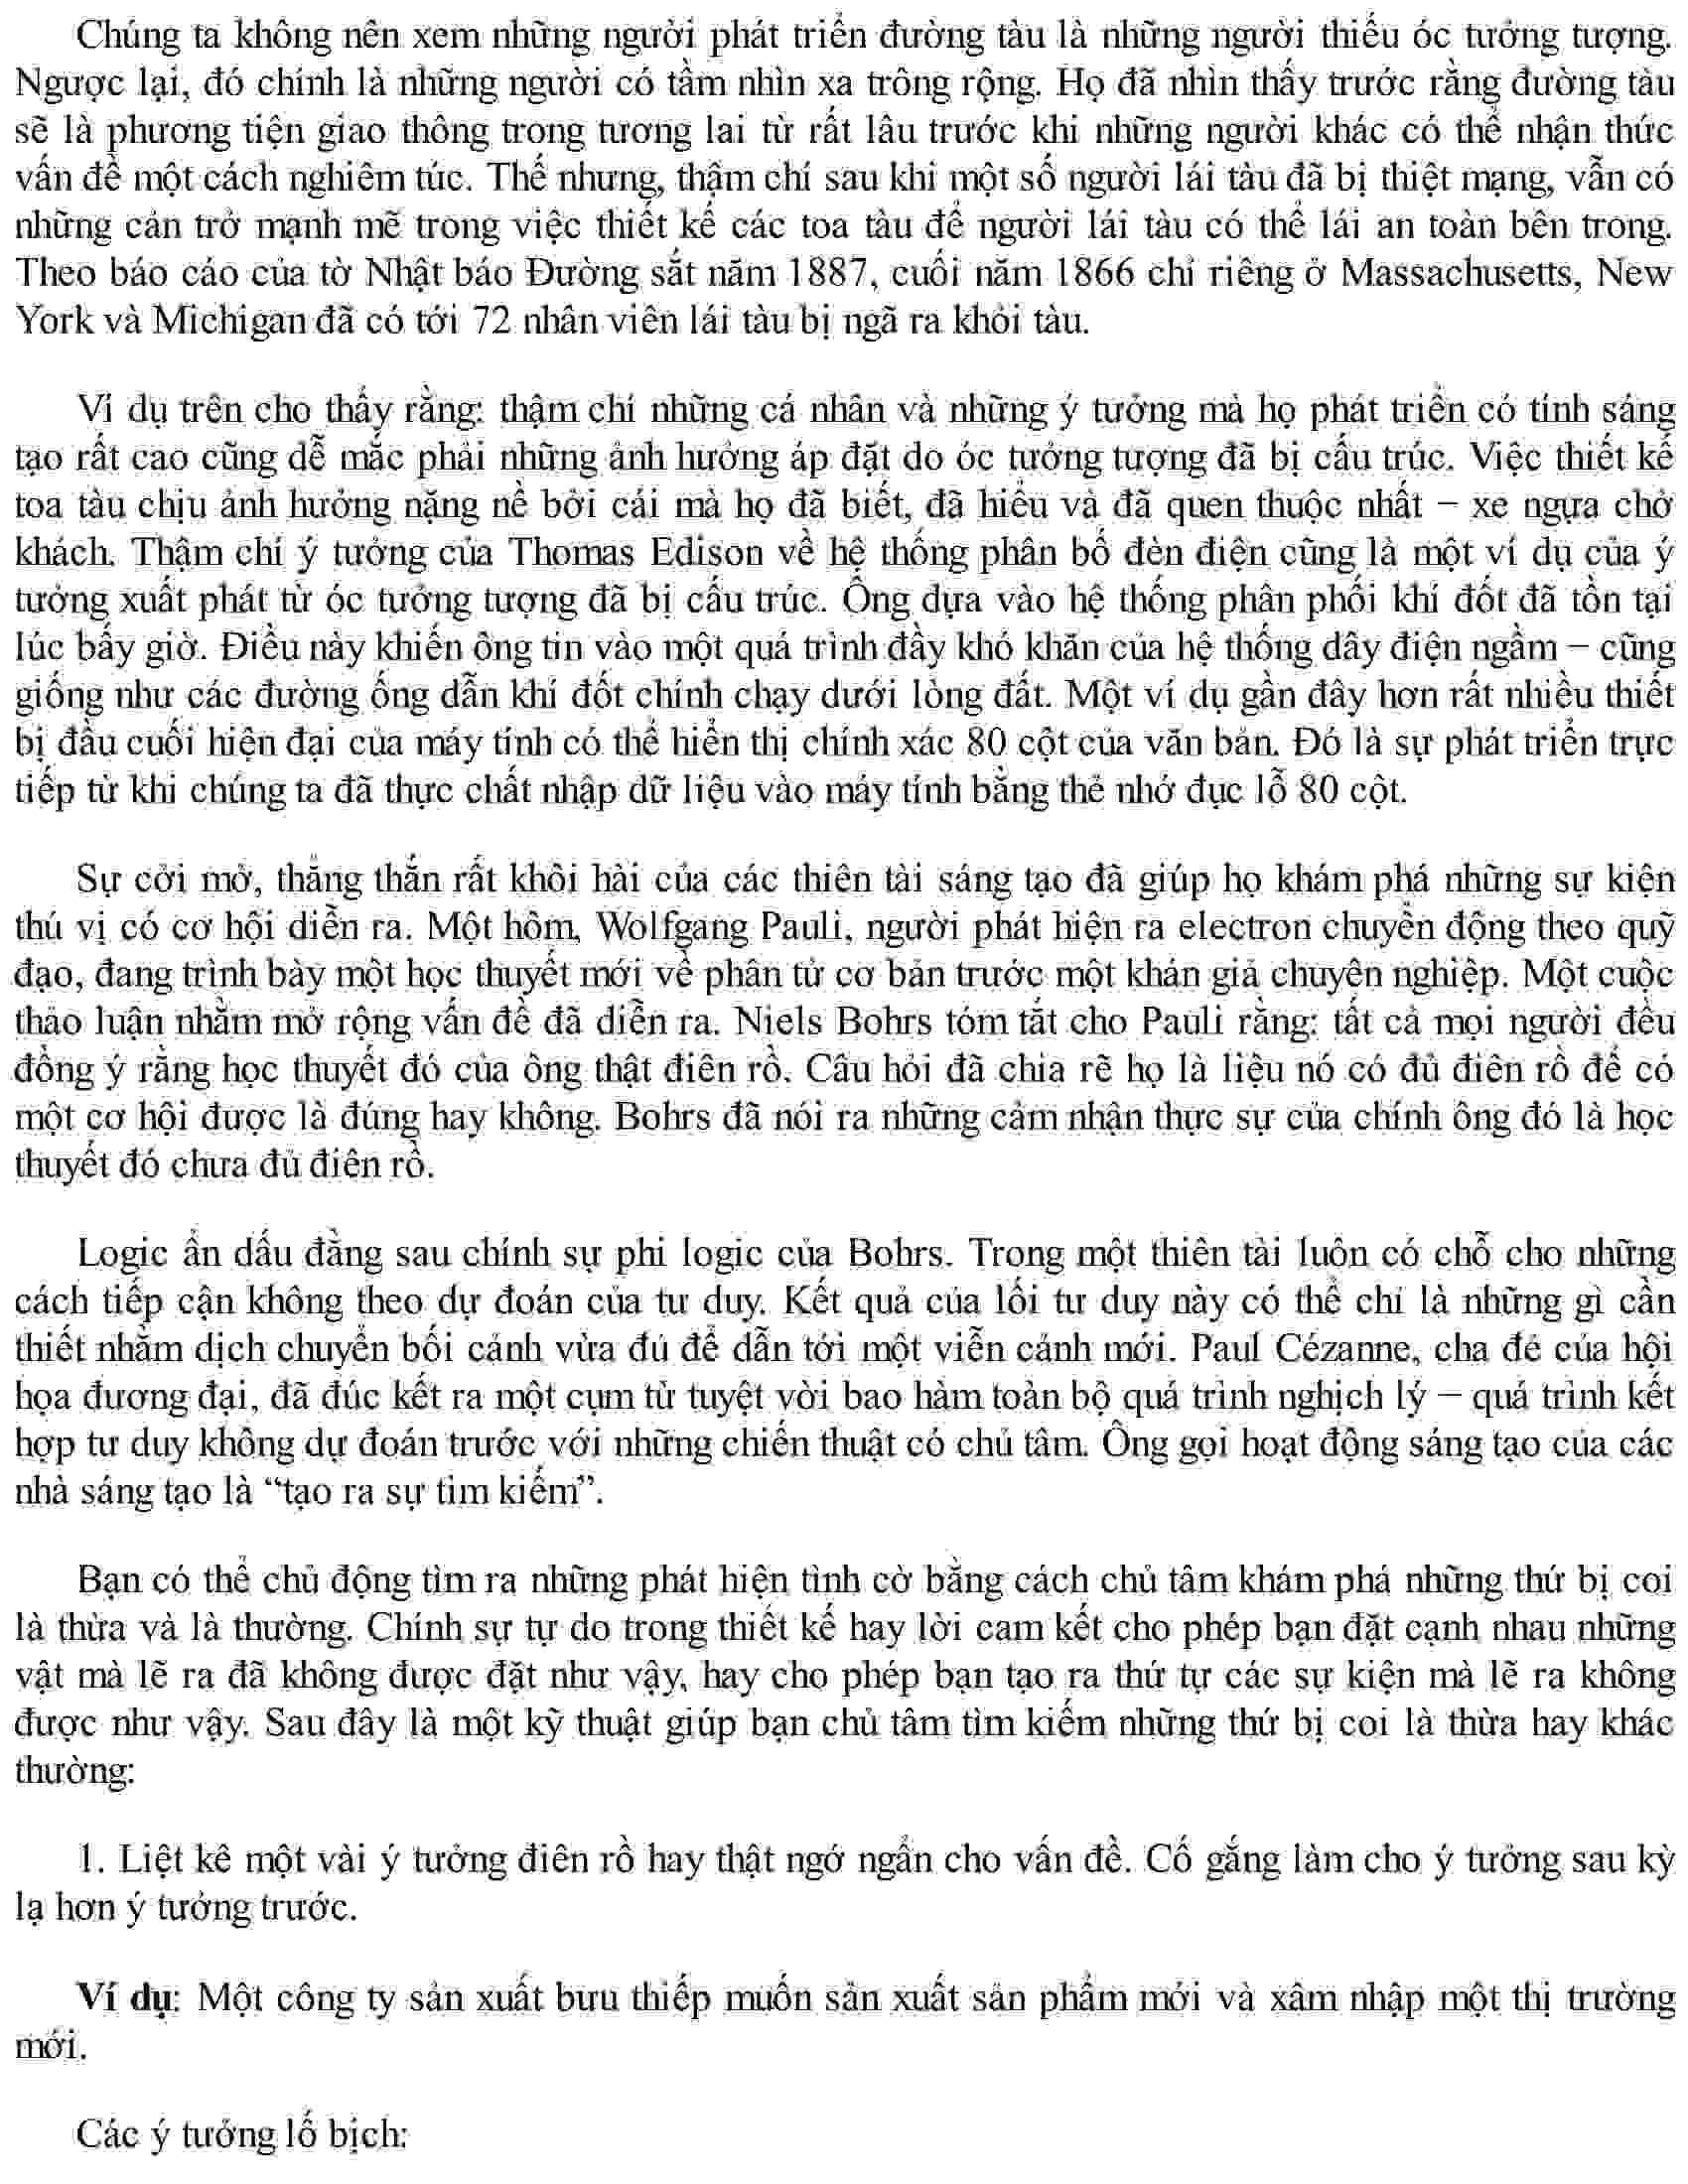 Chúng ta không nên xem những người phát triển đường tàu là những người thiếu óc tưởng tượng.
Ngược lại, đó chính là những người có tầm nhìn xa trông rộng. Họ đã nhìn thấy trước rằng đường tàu
sẽ là phương tiện giao thông trong tương lai từ rất lâu trước khi những người khác có thể nhận thức
vấn đề một cách nghiêm túc. Thế nhưng, thậm chí sau khi một số người lái tàu đã bị thiệt mạng, vẫn có
những cản trở mạnh mẽ trong việc thiết kế các toa tàu để người lái tàu có thể lái an toàn bên trong.
Theo báo cáo của tờ Nhật báo Đường sắt năm 1887, cuối năm 1866 chỉ riêng ở Massachusetts, New
York và Michigan đã có tới 72 nhân viên lái tàu bị ngã ra khỏi tàu.
Ví dụ trên cho thấy rằng: thậm chí những cá nhân và những ý tưởng mà họ phát triển có tính sáng
tạo rất cao cũng dễ mắc phải những ảnh hưởng áp đặt do óc tưởng tượng đã bị cấu trúc. Việc thiết kế
toa tàu chịu ảnh hưởng nặng nề bởi cái mà họ đã biết, đã hiểu và đã quen thuộc nhất – xe ngựa chở
khách. Thậm chí ý tưởng của Thomas Edison về hệ thống phân bố đèn điện cũng là một ví dụ của ý
tưởng xuất phát từ óc tưởng tượng đã bị cấu trúc. Ông dựa vào hệ thống phân phối khí đốt đã tồn tại
lúc bấy giờ. Điều này khiến ông tin vào một quá trình đầy khó khăn của hệ thống dây điện ngầm – cũng
giống như các đường ống dẫn khí đốt chính chạy dưới lòng đất. Một ví dụ gần đây hơn rất nhiều thiết
bị đầu cuối hiện đại của máy tính có thể hiển thị chính xác 80 cột của văn bản. Đó là sự phát triển trực
tiếp từ khi chúng ta đã thực chất nhập dữ liệu vào máy tính bằng thẻ nhớ đục lỗ 80 cột.
Sự cởi mở, thẳng thắn rất khôi hài của các thiên tài sáng tạo đã giúp họ khám phá những sự kiện
thú vị có cơ hội diễn ra. Một hôm, Wolfgang Pauli, người phát hiện ra electron chuyển động theo quỹ
đạo, đang trình bày một học thuyết mới về phân tử cơ bản trước một khán giả chuyên nghiệp. Một cuộc
thảo luận nhằm mở rộng vấn đề đã diễn ra. Niels Bohrs tóm tắt cho Pauli rằng: tất cả mọi người đều
đồng ý rằng học thuyết đó của ông thật điên rồ. Câu hỏi đã chia rẽ họ là liệu nó có đủ điên rồ để có
một cơ hội được là đúng hay không. Bohrs đã nói ra những cảm nhận thực sự của chính ông đó là học
thuyết đó chưa đủ điên rồ.
Logic ẩn dấu đằng sau chính sự phi logic của Bohrs. Trong một thiên tài luôn có chỗ cho những
cách tiếp cận không theo dự đoán của tư duy. Kết quả của lối tư duy này có thể chỉ là những gì cần
thiết nhằm dịch chuyển bối cảnh vừa đủ để dẫn tới một viễn cảnh mới. Paul Cézanne, cha đẻ của hội
họa đương đại, đã đúc kết ra một cụm từ tuyệt vời bao hàm toàn bộ quá trình nghịch lý – quá trình kết
hợp tư duy không dự đoán trước với những chiến thuật có chủ tâm. Ông gọi hoạt động sáng tạo của các
nhà sáng tạo là “tạo ra sự tìm kiếm”.
Bạn có thể chủ động tìm ra những phát hiện tình cờ bằng cách chủ tâm khám phá những thứ bị coi
là thừa và là thường. Chính sự tự do trong thiết kế hay lời cam kết cho phép bạn đặt cạnh nhau những
vật mà lẽ ra đã không được đặt như vậy, hay cho phép bạn tạo ra thứ tự các sự kiện mà lẽ ra không
được như vậy. Sau đây là một kỹ thuật giúp bạn chủ tâm tìm kiếm những thứ bị coi là thừa hay khác
thường:
1. Liệt kê một vài ý tưởng điên rồ hay thật ngớ ngẩn cho vấn đề. Cố gắng làm cho ý tưởng sau kỳ
lạ hơn ý tưởng trước.
Ví dụ: Một công ty sản xuất bưu thiếp muốn sản xuất sản phẩm mới và xâm nhập một thị trường
mới.
Các ý tưởng lố bịch: